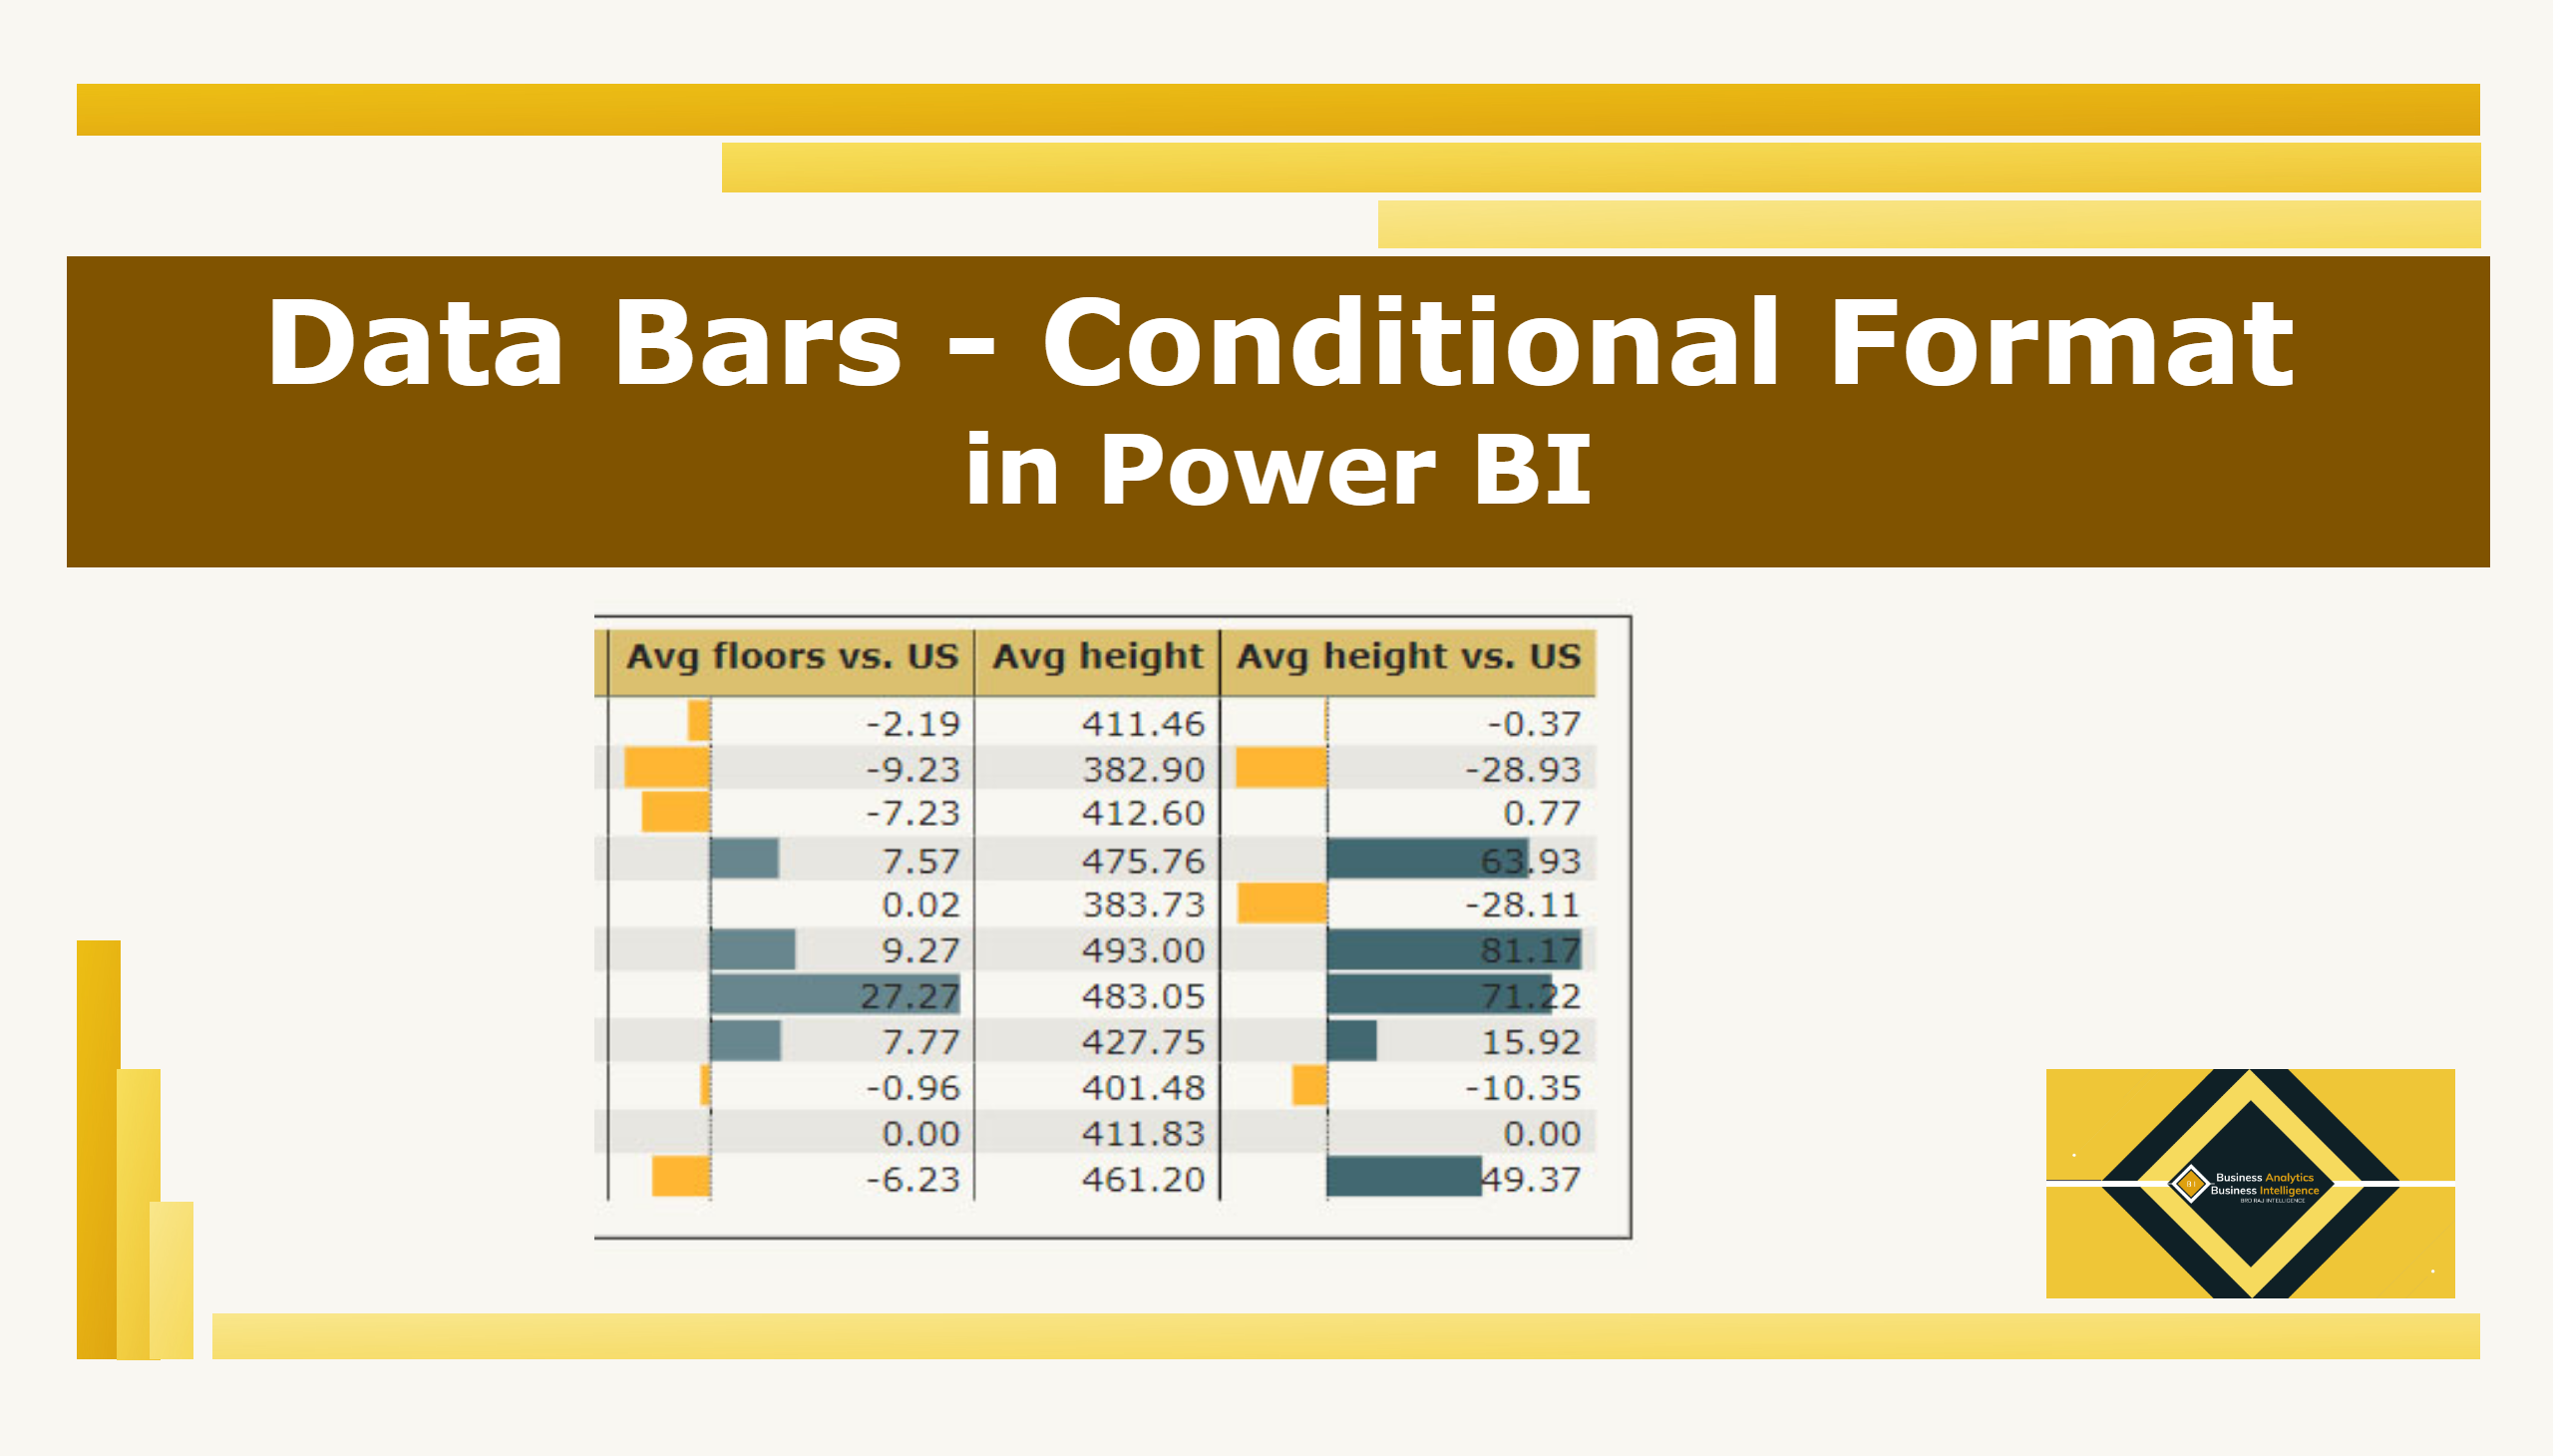 Data Bars - Conditional Format
in Power BI
Avg floors vs. US Avg height Avg height vs. US
-2.19 411.46 -0.37
-9.23 382.90 -28.93
-7.23 412.60 0.77
7.57 475.76 63.93
0.02 383.73 -28.11
9.27 493.00 81.17
27.27 483.05 71.22
7.77 427.75 15.92
-0.96 401.48 -10.35
0.00 411.83 0.00
-6.23 461.20 49.37
Business Analytics
Business Intelligence
BRO RAJ INTELLIGENCE